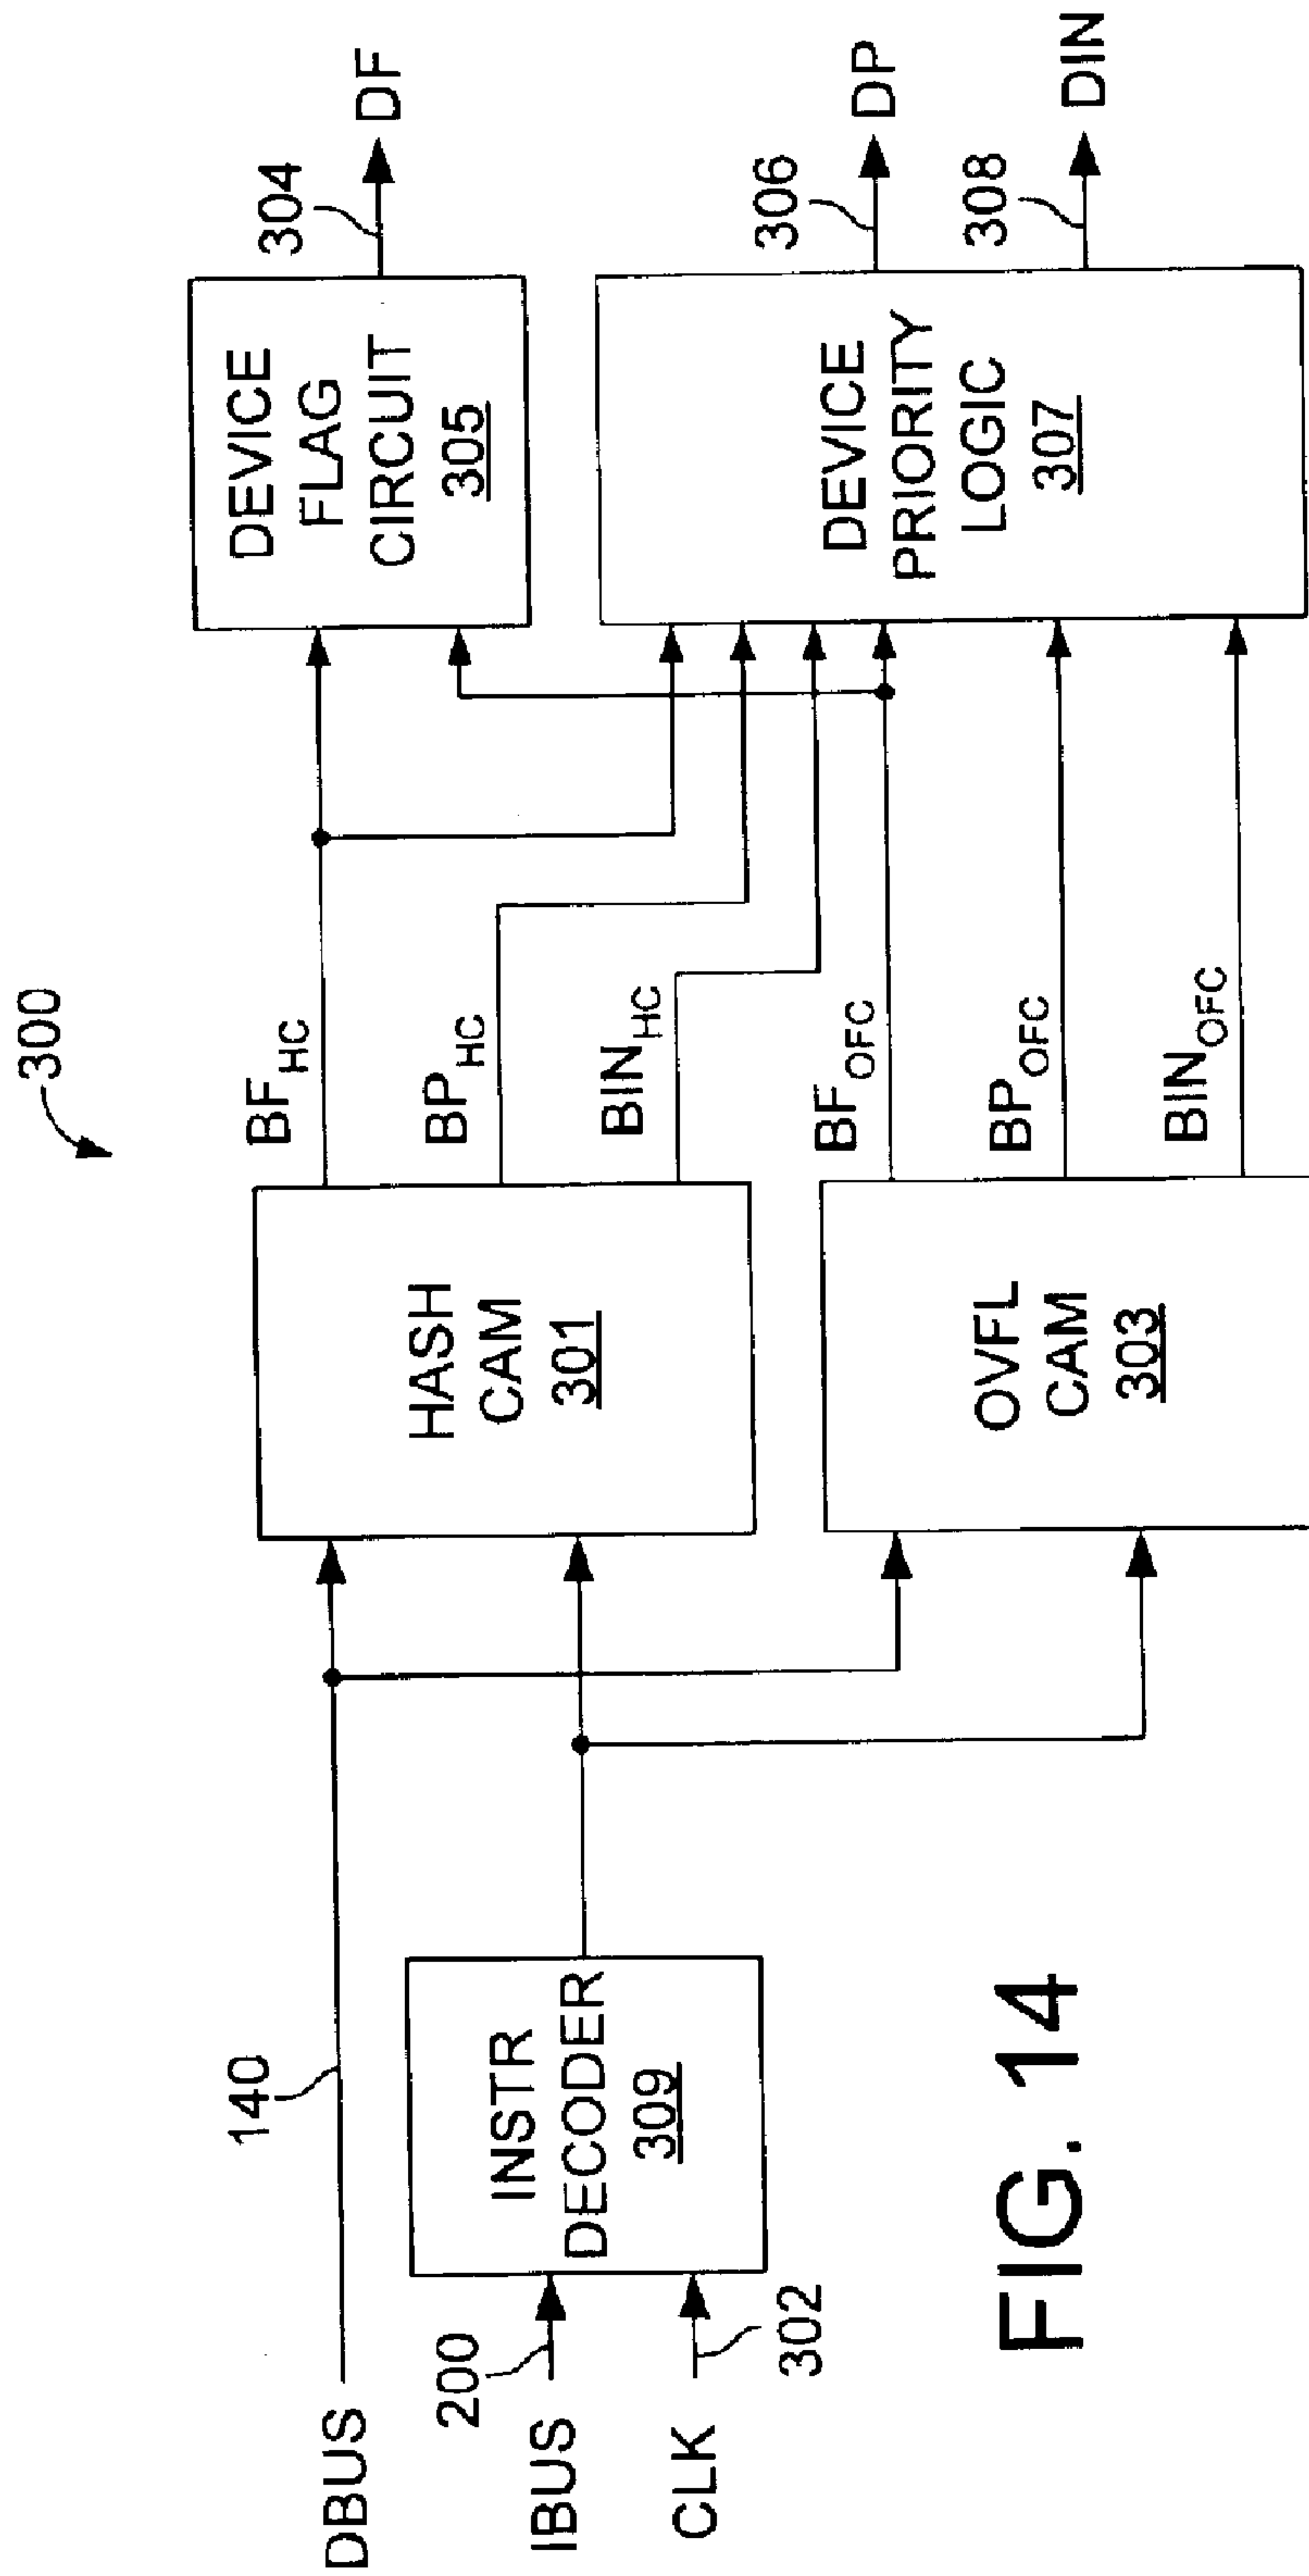 300
DBUS
140
IBUS
200
CLK
302
INSTR
DECODER
309
HASH
CAM
301
OVFL
CAM
303
BF_HC
BP_HC
BIN_HC
BF_OFC
BP_OFC
BIN_OFC
DEVICE
FLAG
CIRCUIT
305
DEVICE
PRIORITY
LOGIC
307
304
DF
306
DP
308
DIN
FIG. 14